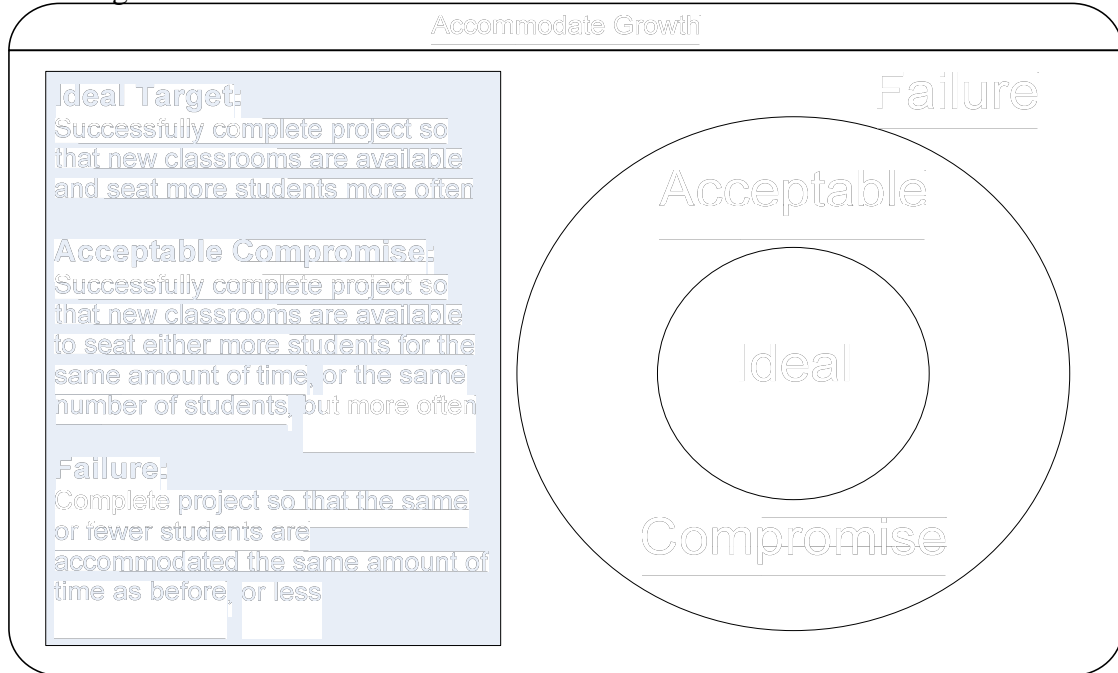 Accommodate Growth
Ideal Target:
Successfully complete project so
that new classrooms are available
and seat more students more often
Acceptable Compromise:
Successfully complete project so
that new classrooms are available
to seat either more students for the
same amount of time, or the same
number of students, but more often
Failure:
Complete project so that the same
or fewer students are
accommodated the same amount of
time as before, or less
Failure
Acceptable
Ideal
Compromise